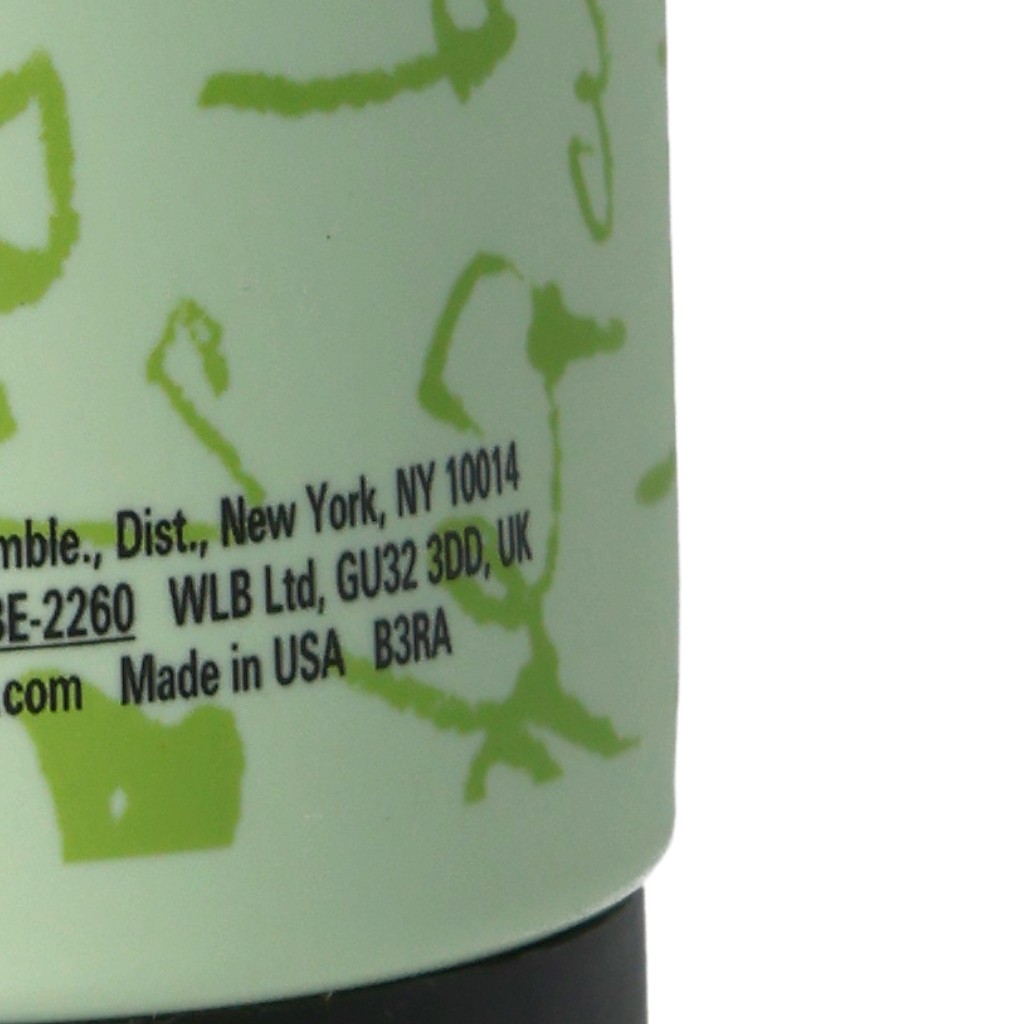 mble., Dist., New York, NY 10014
BE-2260 WLB Ltd, GU32 3DD, UK
.com Made in USA B3RA